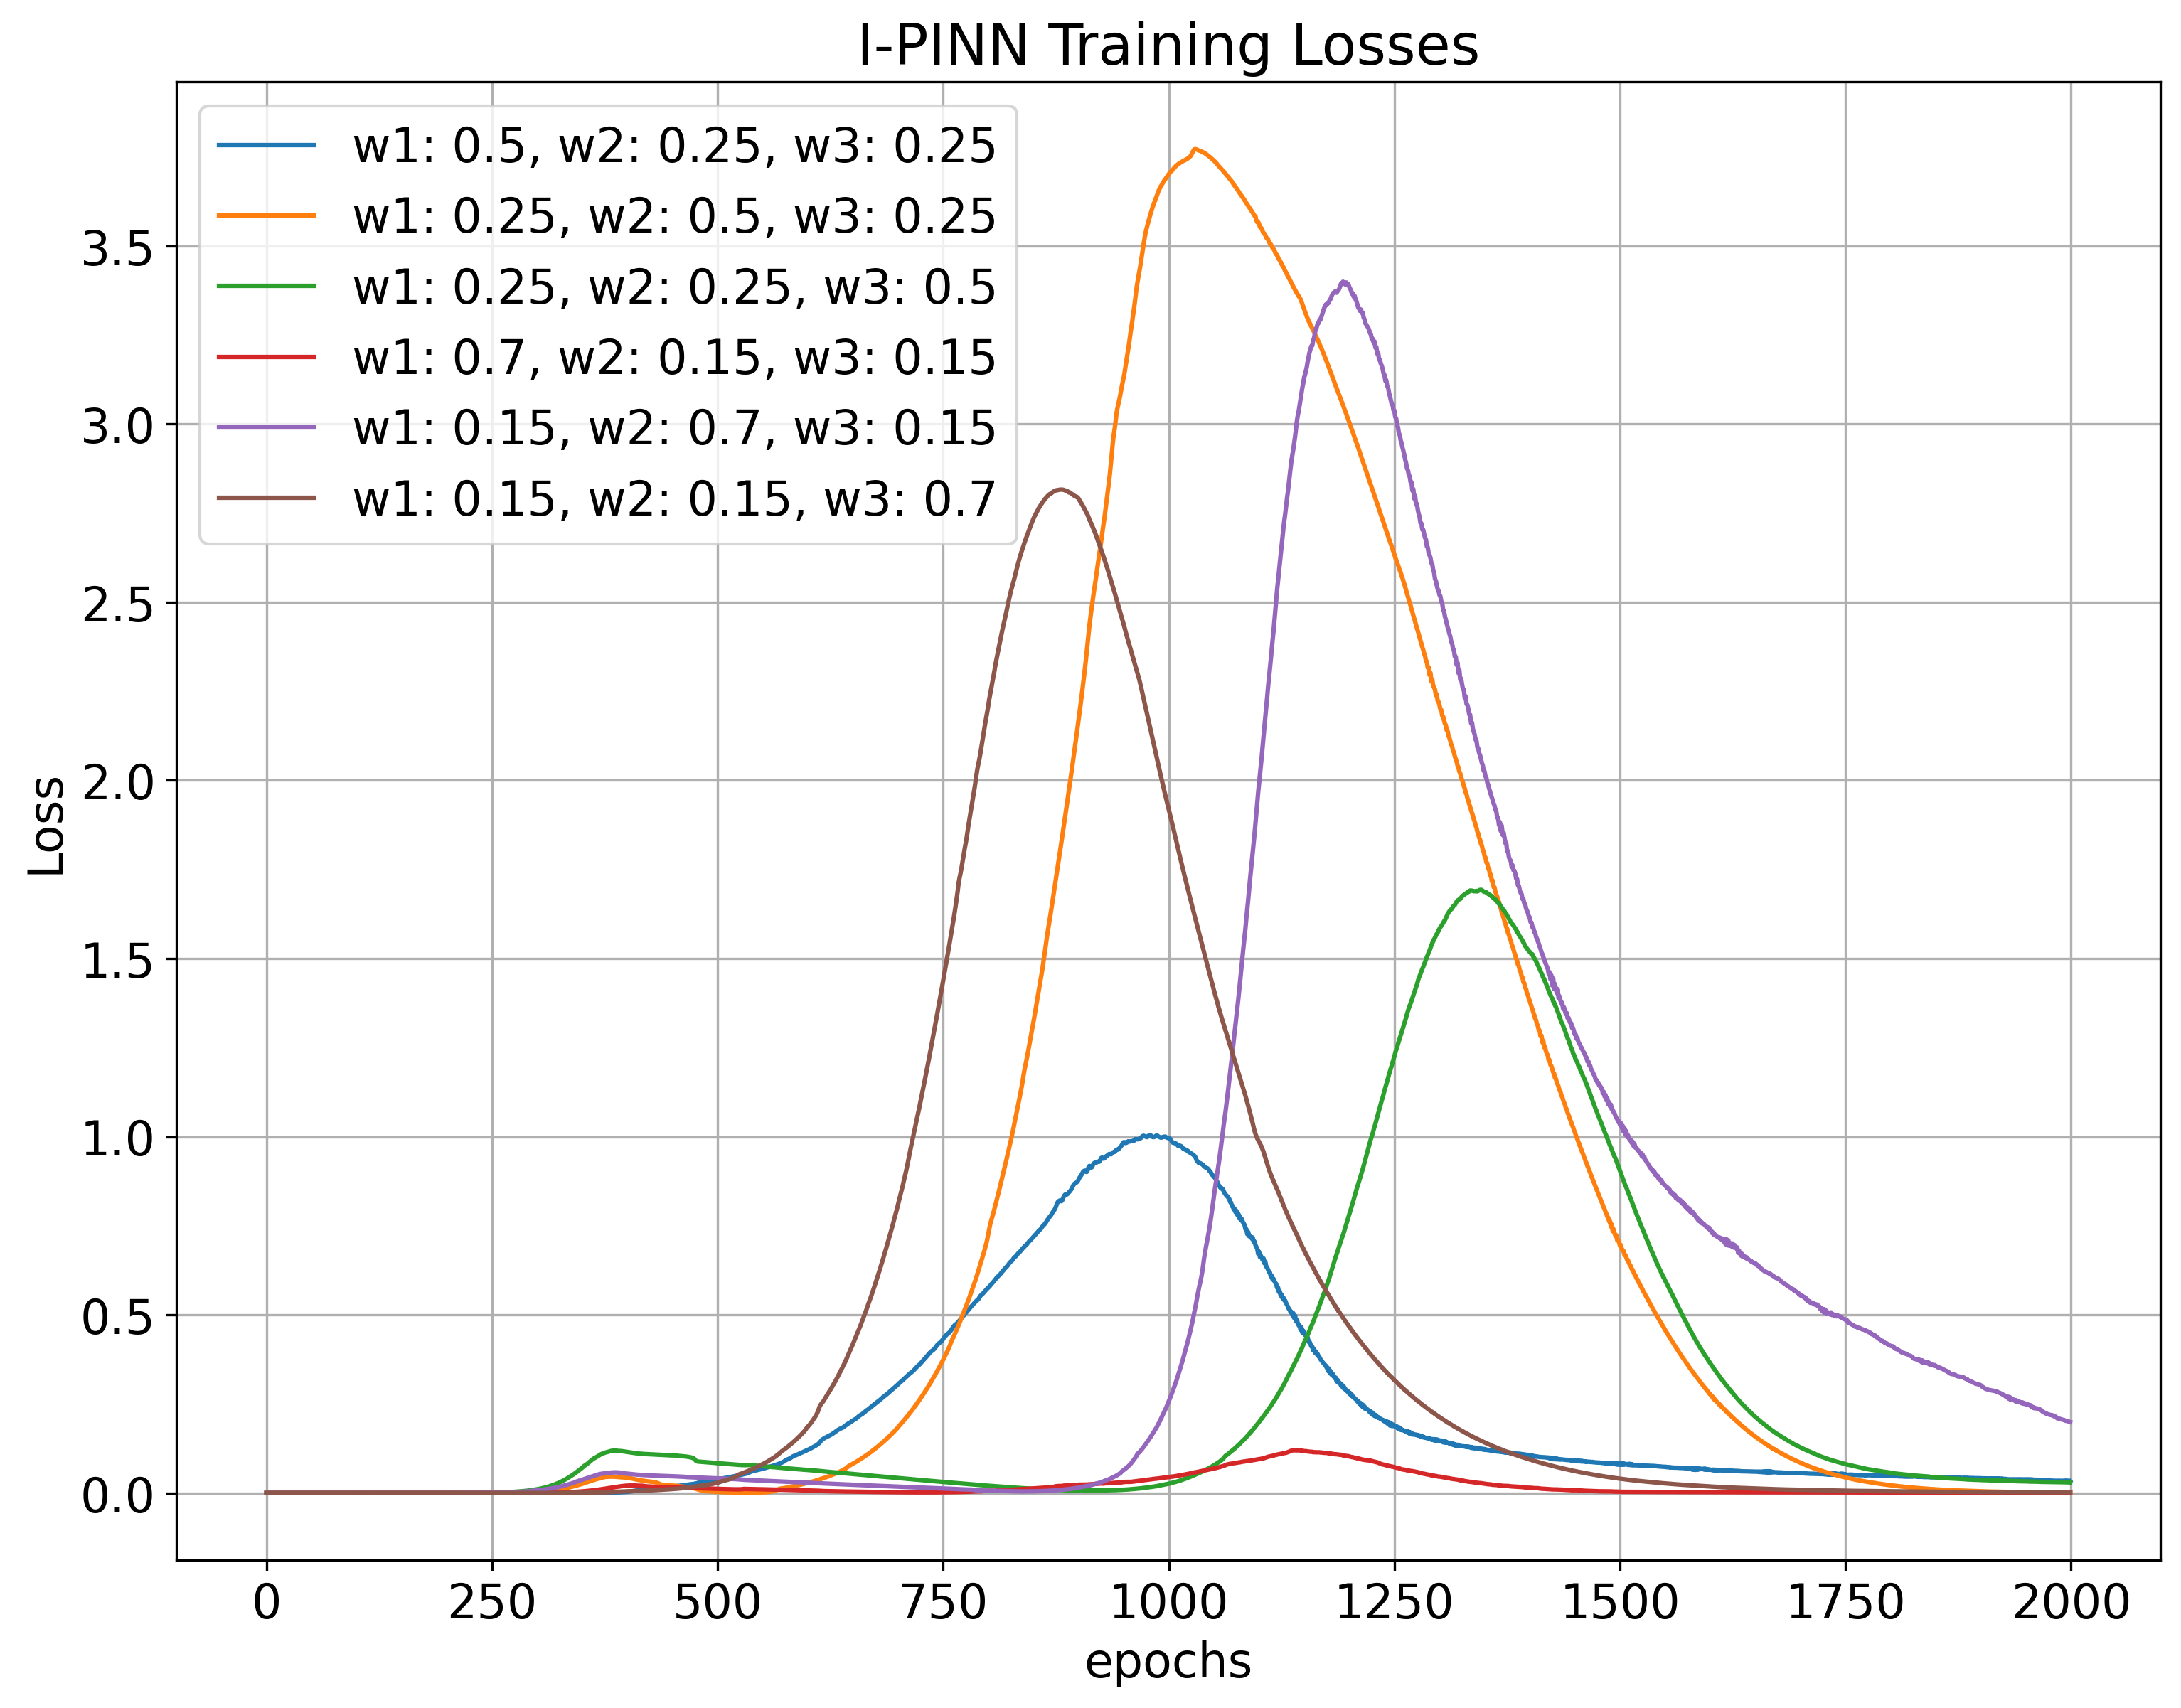 I-PINN Training Losses
w1: 0.5, w2: 0.25, w3: 0.25
w1: 0.25, w2: 0.5, w3: 0.25
w1: 0.25, w2: 0.25, w3: 0.5
w1: 0.7, w2: 0.15, w3: 0.15
w1: 0.15, w2: 0.7, w3: 0.15
w1: 0.15, w2: 0.15, w3: 0.7
3.5
3.0
2.5
2.0
1.5
1.0
0.5
0.0
Loss
0 250 500 750 1000 1250 1500 1750 2000
epochs